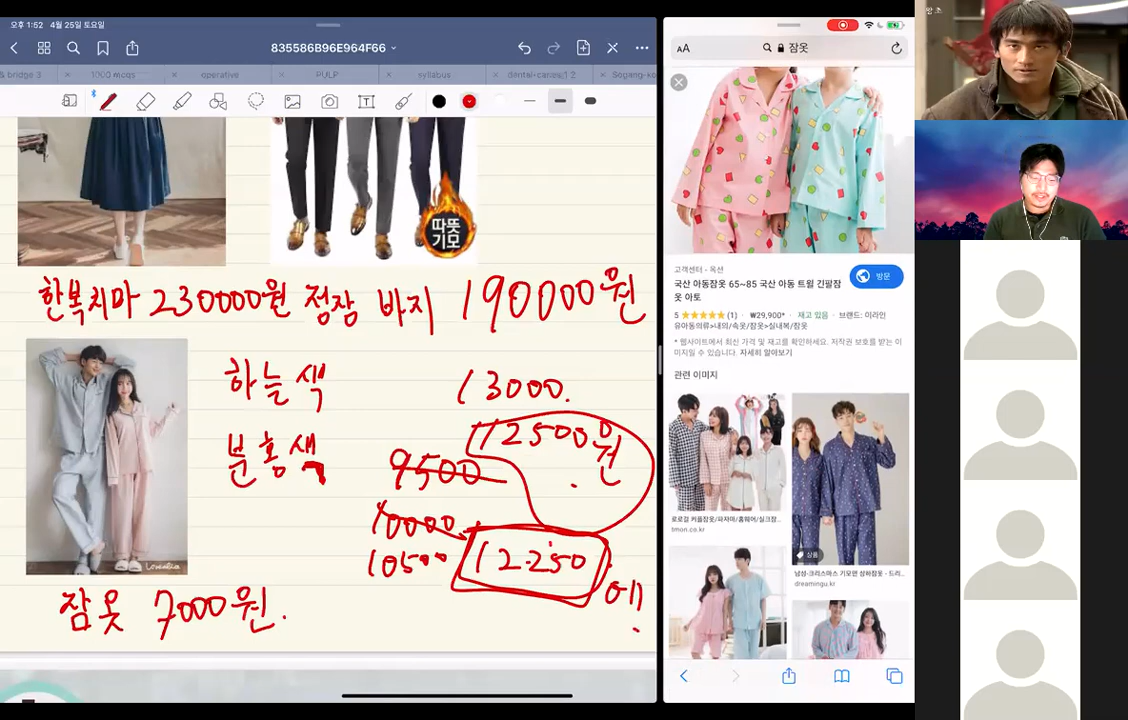 오후 1:52 4월 25일 토요일
835586B96E964F66
bridge 3
1000 mcqs
operative
PULP
syllabus
dental-caries1 2
Sogang-ko
따뜻
기모
한복치마 230000원 정장 바지 190000원
하늘색
13000.
12500원
분홍색
9500
10000
10500
12250
에
잠옷 7000원.
Lovealia
AA
잠옷
고객센터 - 옥션
국산 아동잠옷 65~85 국산 아동 트윌 긴팔잠
옷 아토
방문
5 ★★★★★ (1) · ₩29,900* · 재고 있음 · 브랜드: 이라인
유아동의류>내의/속옷/잠옷>실내복/잠옷
* 웹사이트에서 최신 가격 및 재고를 확인하세요. 저작권 보호를 받는 이
미지일 수 있습니다. 자세히 알아보기
관련 이미지
로로걸 커플잠옷/파자마/홈웨어/실크잠...
tmon.co.kr
상품
남성-크리스마스 기모면 상하잠옷 - 드리...
dreamingu.kr